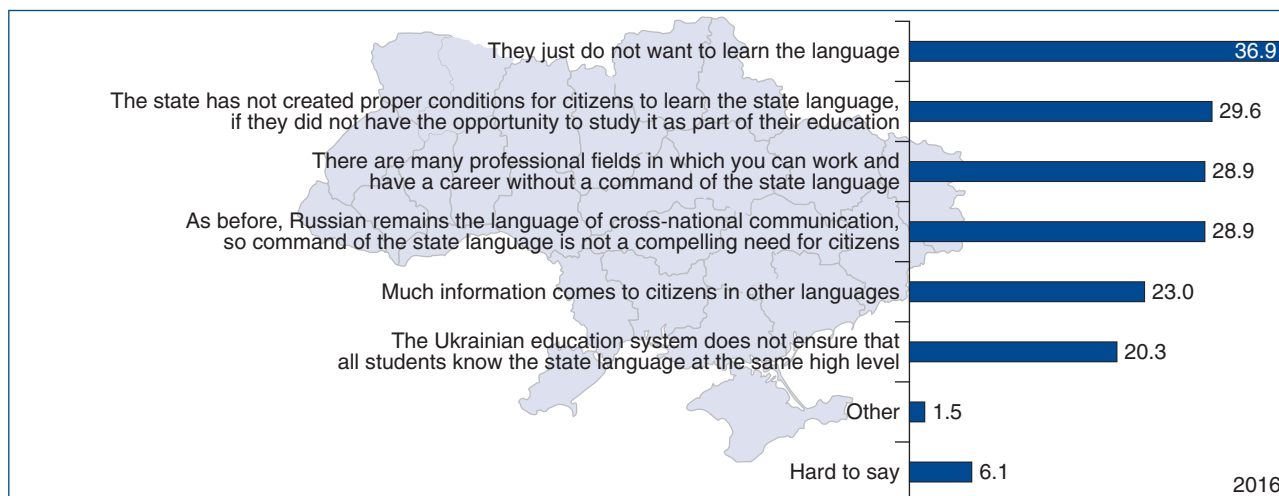 They just do not want to learn the language
36.9
The state has not created proper conditions for citizens to learn the state language,
if they did not have the opportunity to study it as part of their education
29.6
There are many professional fields in which you can work and
have a career without a command of the state language
28.9
As before, Russian remains the language of cross-national communication,
so command of the state language is not a compelling need for citizens
28.9
Much information comes to citizens in other languages
23.0
The Ukrainian education system does not ensure that
all students know the state language at the same high level
20.3
Other
1.5
Hard to say
6.1
2016